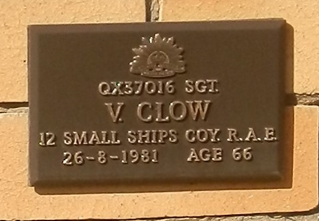 QX37016 SGT.
V. CLOW
12 SMALL SHIPS COY. R.A.E.
26-8-1981 AGE 66